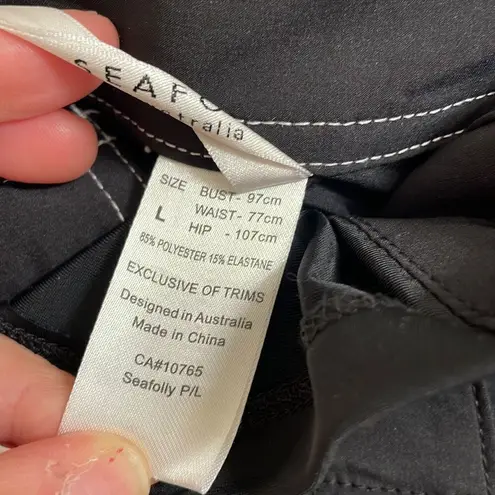 SEAFO
tralia
SIZE BUST- 97cm
L WAIST- 77cm
HIP - 107cm
85% POLYESTER 15% ELASTANE
EXCLUSIVE OF TRIMS
Designed in Australia
Made in China
CA#10765
Seafolly P/L